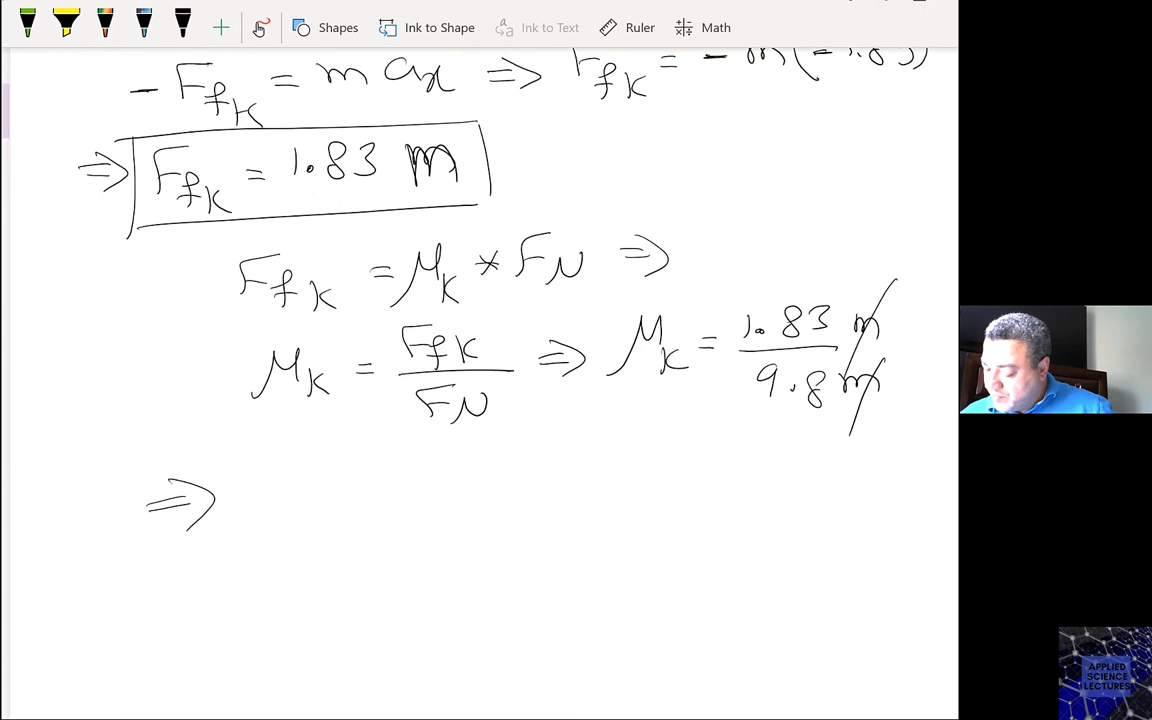 Shapes Ink to Shape Ink to Text Ruler Math
- FfK = m ax => FfK = - m(-1.83)
=> FfK = 1.83 m
FfK = μK * FN =>
μK = FfK / FN => μK = 1.83 m / 9.8 m
=>
APPLIED
SCIENCE
LECTURES